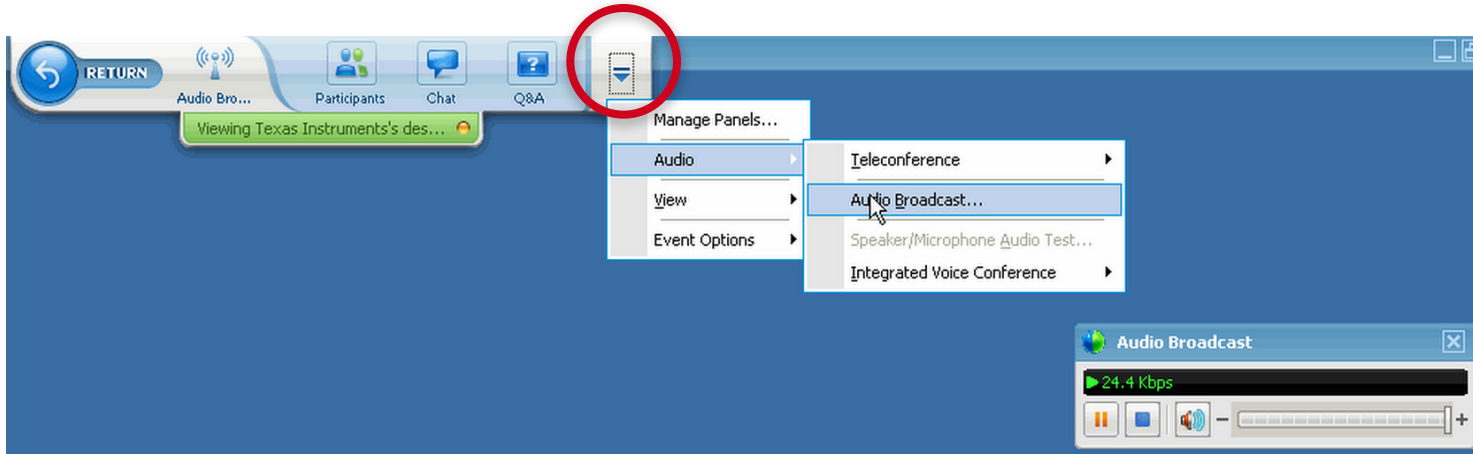 RETURN
Audio Bro...
Participants
Chat
Q&A
Viewing Texas Instruments's des...
Manage Panels...
Audio
View
Event Options
Teleconference
Audio Broadcast...
Speaker/Microphone Audio Test...
Integrated Voice Conference
Audio Broadcast
24.4 Kbps